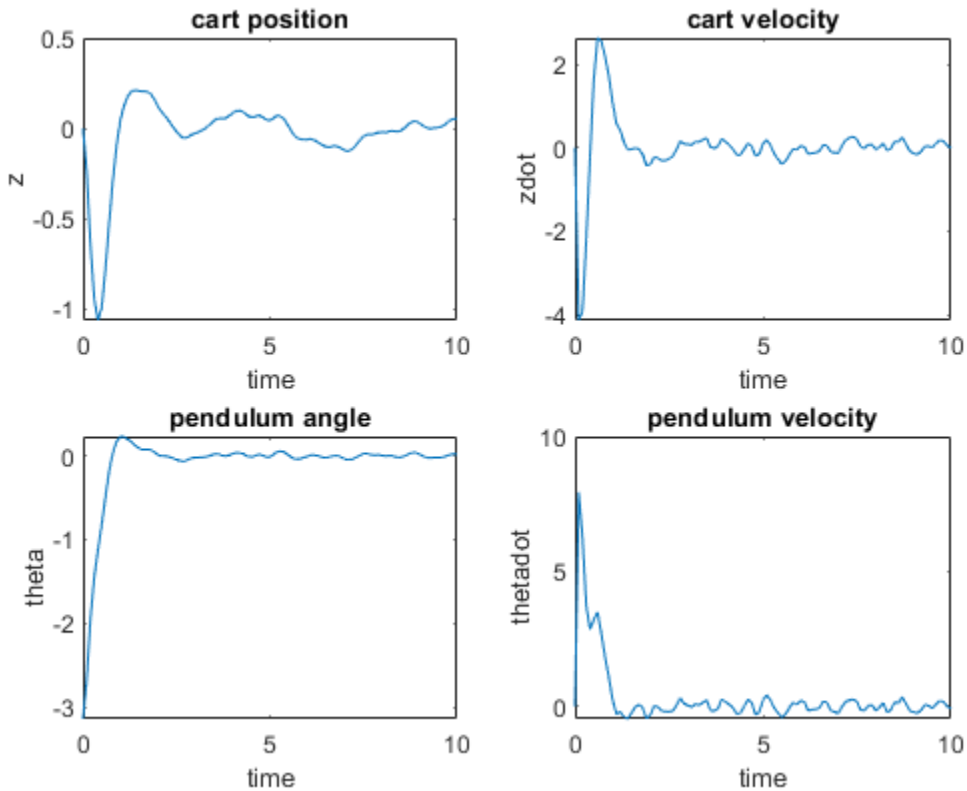 cart position
0.5
0
-0.5
-1
z
0
5
10
time
cart velocity
2
0
-2
-4
zdot
0
5
10
time
pendulum angle
0
-1
-2
-3
theta
0
5
10
time
pendulum velocity
10
5
0
thetadot
0
5
10
time